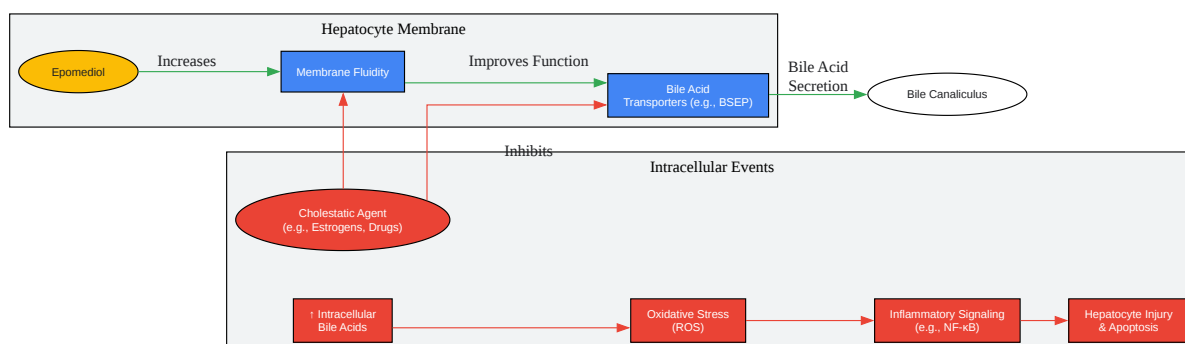 Hepatocyte Membrane
Epomediol
Increases
Membrane Fluidity
Improves Function
Bile Acid
Transporters (e.g., BSEP)
Bile Acid
Secretion
Bile Canaliculus
Inhibits
Intracellular Events
Cholestatic Agent
(e.g., Estrogens, Drugs)
↑ Intracellular
Bile Acids
Oxidative Stress
(ROS)
Inflammatory Signaling
(e.g., NF-κB)
Hepatocyte Injury
& Apoptosis